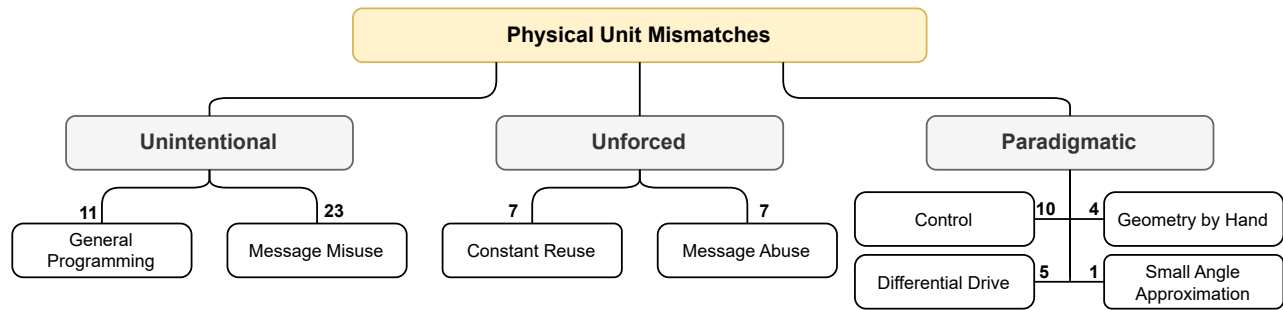 Physical Unit Mismatches
Unintentional
Unforced
Paradigmatic
11
23
7
7
10
4
General
Programming
Message Misuse
Constant Reuse
Message Abuse
Control
Geometry by Hand
5
1
Differential Drive
Small Angle
Approximation